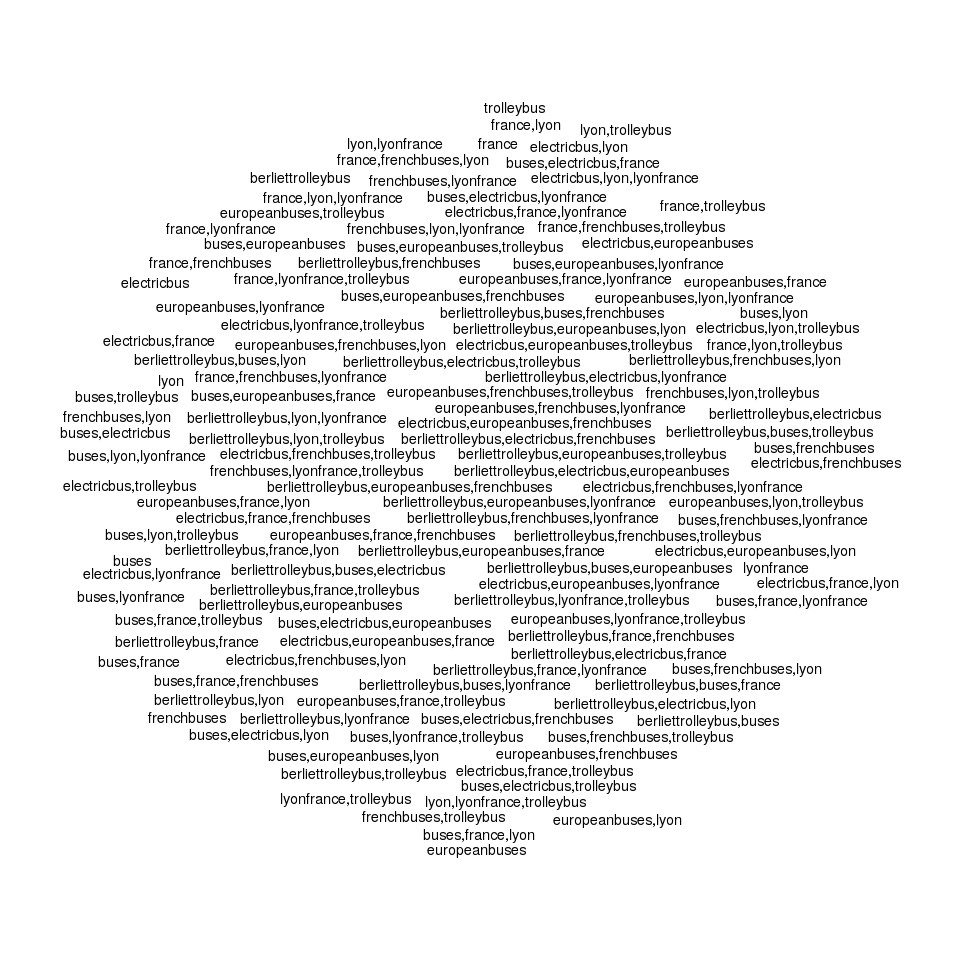 trolleybus
france,lyon
lyon,trolleybus
lyon,lyonfrance
france
electricbus,lyon
france,frenchbuses,lyon
buses,electricbus,france
berliettrolleybus
frenchbuses,lyonfrance
electricbus,lyon,lyonfrance
france,lyon,lyonfrance
buses,electricbus,lyonfrance
france,trolleybus
europeanbuses,trolleybus
electricbus,france,lyonfrance
france,lyonfrance
frenchbuses,lyon,lyonfrance
france,frenchbuses,trolleybus
buses,europeanbuses
buses,europeanbuses,trolleybus
electricbus,europeanbuses
france,frenchbuses
berliettrolleybus,frenchbuses
buses,europeanbuses,lyonfrance
electricbus
france,lyonfrance,trolleybus
europeanbuses,france,lyonfrance
europeanbuses,france
buses,europeanbuses,frenchbuses
europeanbuses,lyon,lyonfrance
europeanbuses,lyonfrance
berliettrolleybus,buses,frenchbuses
buses,lyon
electricbus,lyonfrance,trolleybus
berliettrolleybus,europeanbuses,lyon
electricbus,lyon,trolleybus
electricbus,france
europeanbuses,frenchbuses,lyon
electricbus,europeanbuses,trolleybus
france,lyon,trolleybus
berliettrolleybus,buses,lyon
berliettrolleybus,electricbus,trolleybus
berliettrolleybus,frenchbuses,lyon
lyon
france,frenchbuses,lyonfrance
berliettrolleybus,electricbus,lyonfrance
buses,trolleybus
buses,europeanbuses,france
europeanbuses,frenchbuses,trolleybus
frenchbuses,lyon,trolleybus
europeanbuses,frenchbuses,lyonfrance
frenchbuses,lyon
berliettrolleybus,lyon,lyonfrance
electricbus,europeanbuses,frenchbuses
berliettrolleybus,electricbus
buses,electricbus
berliettrolleybus,lyon,trolleybus
berliettrolleybus,electricbus,frenchbuses
berliettrolleybus,buses,trolleybus
buses,lyon,lyonfrance
electricbus,frenchbuses,trolleybus
berliettrolleybus,europeanbuses,trolleybus
buses,frenchbuses
frenchbuses,lyonfrance,trolleybus
berliettrolleybus,electricbus,europeanbuses
electricbus,frenchbuses
electricbus,trolleybus
berliettrolleybus,europeanbuses,frenchbuses
electricbus,frenchbuses,lyonfrance
europeanbuses,france,lyon
berliettrolleybus,europeanbuses,lyonfrance
europeanbuses,lyon,trolleybus
electricbus,france,frenchbuses
berliettrolleybus,frenchbuses,lyonfrance
buses,frenchbuses,lyonfrance
buses,lyon,trolleybus
europeanbuses,france,frenchbuses
berliettrolleybus,frenchbuses,trolleybus
berliettrolleybus,france,lyon
berliettrolleybus,europeanbuses,france
electricbus,europeanbuses,lyon
buses
electricbus,lyonfrance
berliettrolleybus,buses,electricbus
berliettrolleybus,buses,europeanbuses
lyonfrance
berliettrolleybus,france,trolleybus
electricbus,europeanbuses,lyonfrance
electricbus,france,lyon
buses,lyonfrance
berliettrolleybus,europeanbuses
berliettrolleybus,lyonfrance,trolleybus
buses,france,lyonfrance
buses,france,trolleybus
buses,electricbus,europeanbuses
europeanbuses,lyonfrance,trolleybus
berliettrolleybus,france
electricbus,europeanbuses,france
berliettrolleybus,france,frenchbuses
buses,france
electricbus,frenchbuses,lyon
berliettrolleybus,electricbus,france
berliettrolleybus,france,lyonfrance
buses,frenchbuses,lyon
buses,france,frenchbuses
berliettrolleybus,buses,lyonfrance
berliettrolleybus,buses,france
berliettrolleybus,lyon
europeanbuses,france,trolleybus
berliettrolleybus,electricbus,lyon
frenchbuses
berliettrolleybus,lyonfrance
buses,electricbus,frenchbuses
berliettrolleybus,buses
buses,electricbus,lyon
buses,lyonfrance,trolleybus
buses,frenchbuses,trolleybus
buses,europeanbuses,lyon
europeanbuses,frenchbuses
berliettrolleybus,trolleybus
electricbus,france,trolleybus
buses,electricbus,trolleybus
lyonfrance,trolleybus
lyon,lyonfrance,trolleybus
frenchbuses,trolleybus
europeanbuses,lyon
buses,france,lyon
europeanbuses